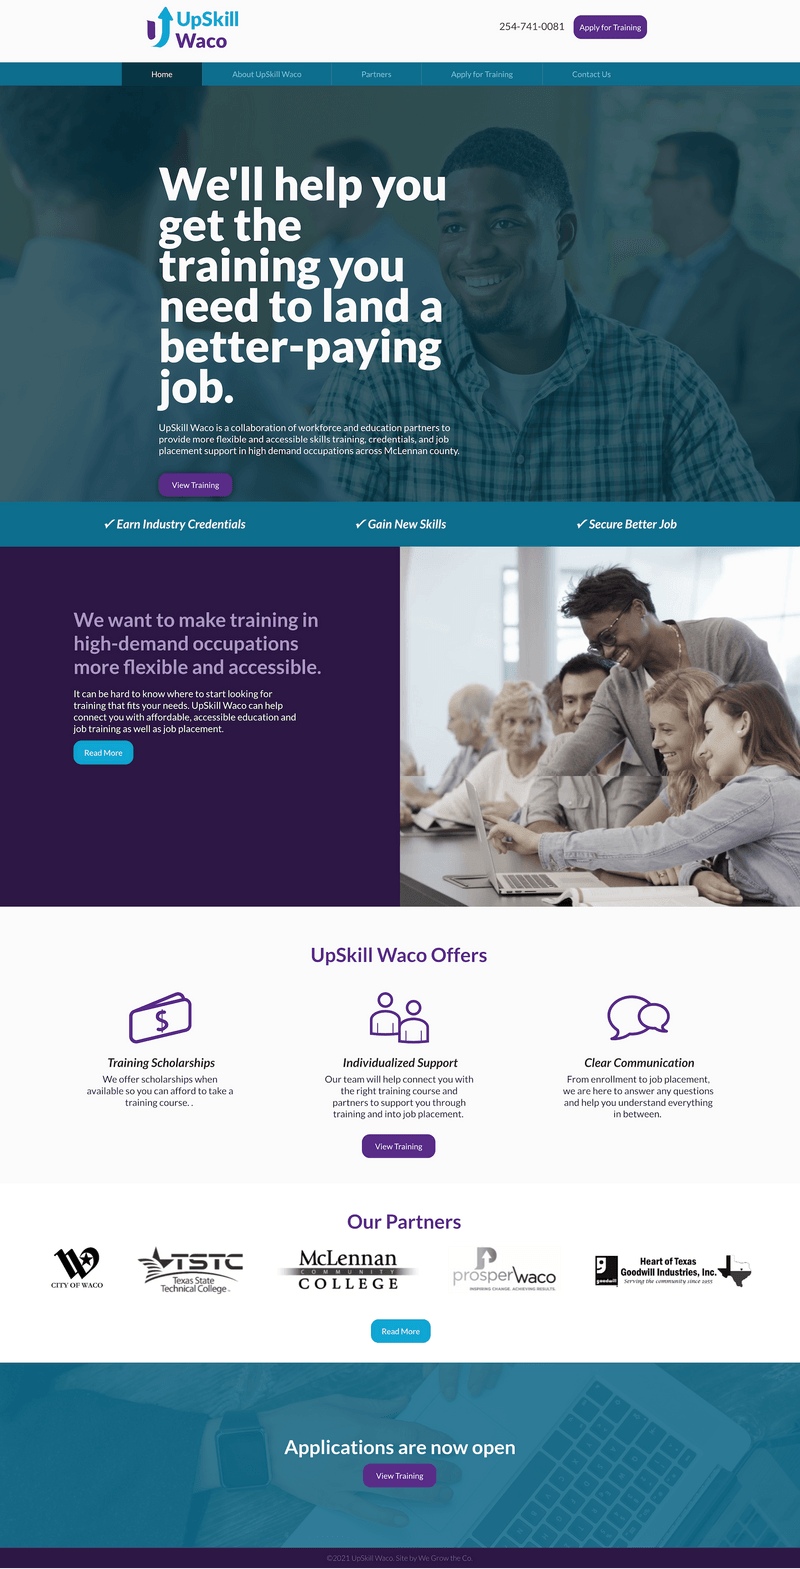 UpSkill
Waco
254-741-0081
Apply for Training
Home
About UpSkill Waco
Partners
Apply for Training
Contact Us
We'll help you
get the
training you
need to land a
better-paying
job.
UpSkill Waco is a collaboration of workforce and education partners to
provide more flexible and accessible skills training, credentials, and job
placement support in high demand occupations across McLennan county.
View Training
✓ Earn Industry Credentials
✓ Gain New Skills
✓ Secure Better Job
We want to make training in
high-demand occupations
more flexible and accessible.
It can be hard to know where to start looking for
training that fits your needs. UpSkill Waco can help
connect you with affordable, accessible education and
job training as well as job placement.
Read More
UpSkill Waco Offers
$
Training Scholarships
We offer scholarships when
available so you can afford to take a
training course. .
Individualized Support
Our team will help connect you with
the right training course and
partners to support you through
training and into job placement.
Clear Communication
From enrollment to job placement,
we are here to answer any questions
and help you understand everything
in between.
View Training
Our Partners
W
CITY OF WACO
TSTC
Texas State
Technical College
McLennan
COMMUNITY
COLLEGE
P
prosperwaco
INSPIRING CHANGE. ACHIEVING RESULTS.
goodwill
Heart of Texas
Goodwill Industries, Inc.
Serving the community since 1955
Read More
Applications are now open
View Training
©2021 UpSkill Waco. Site by We Grow the Co.